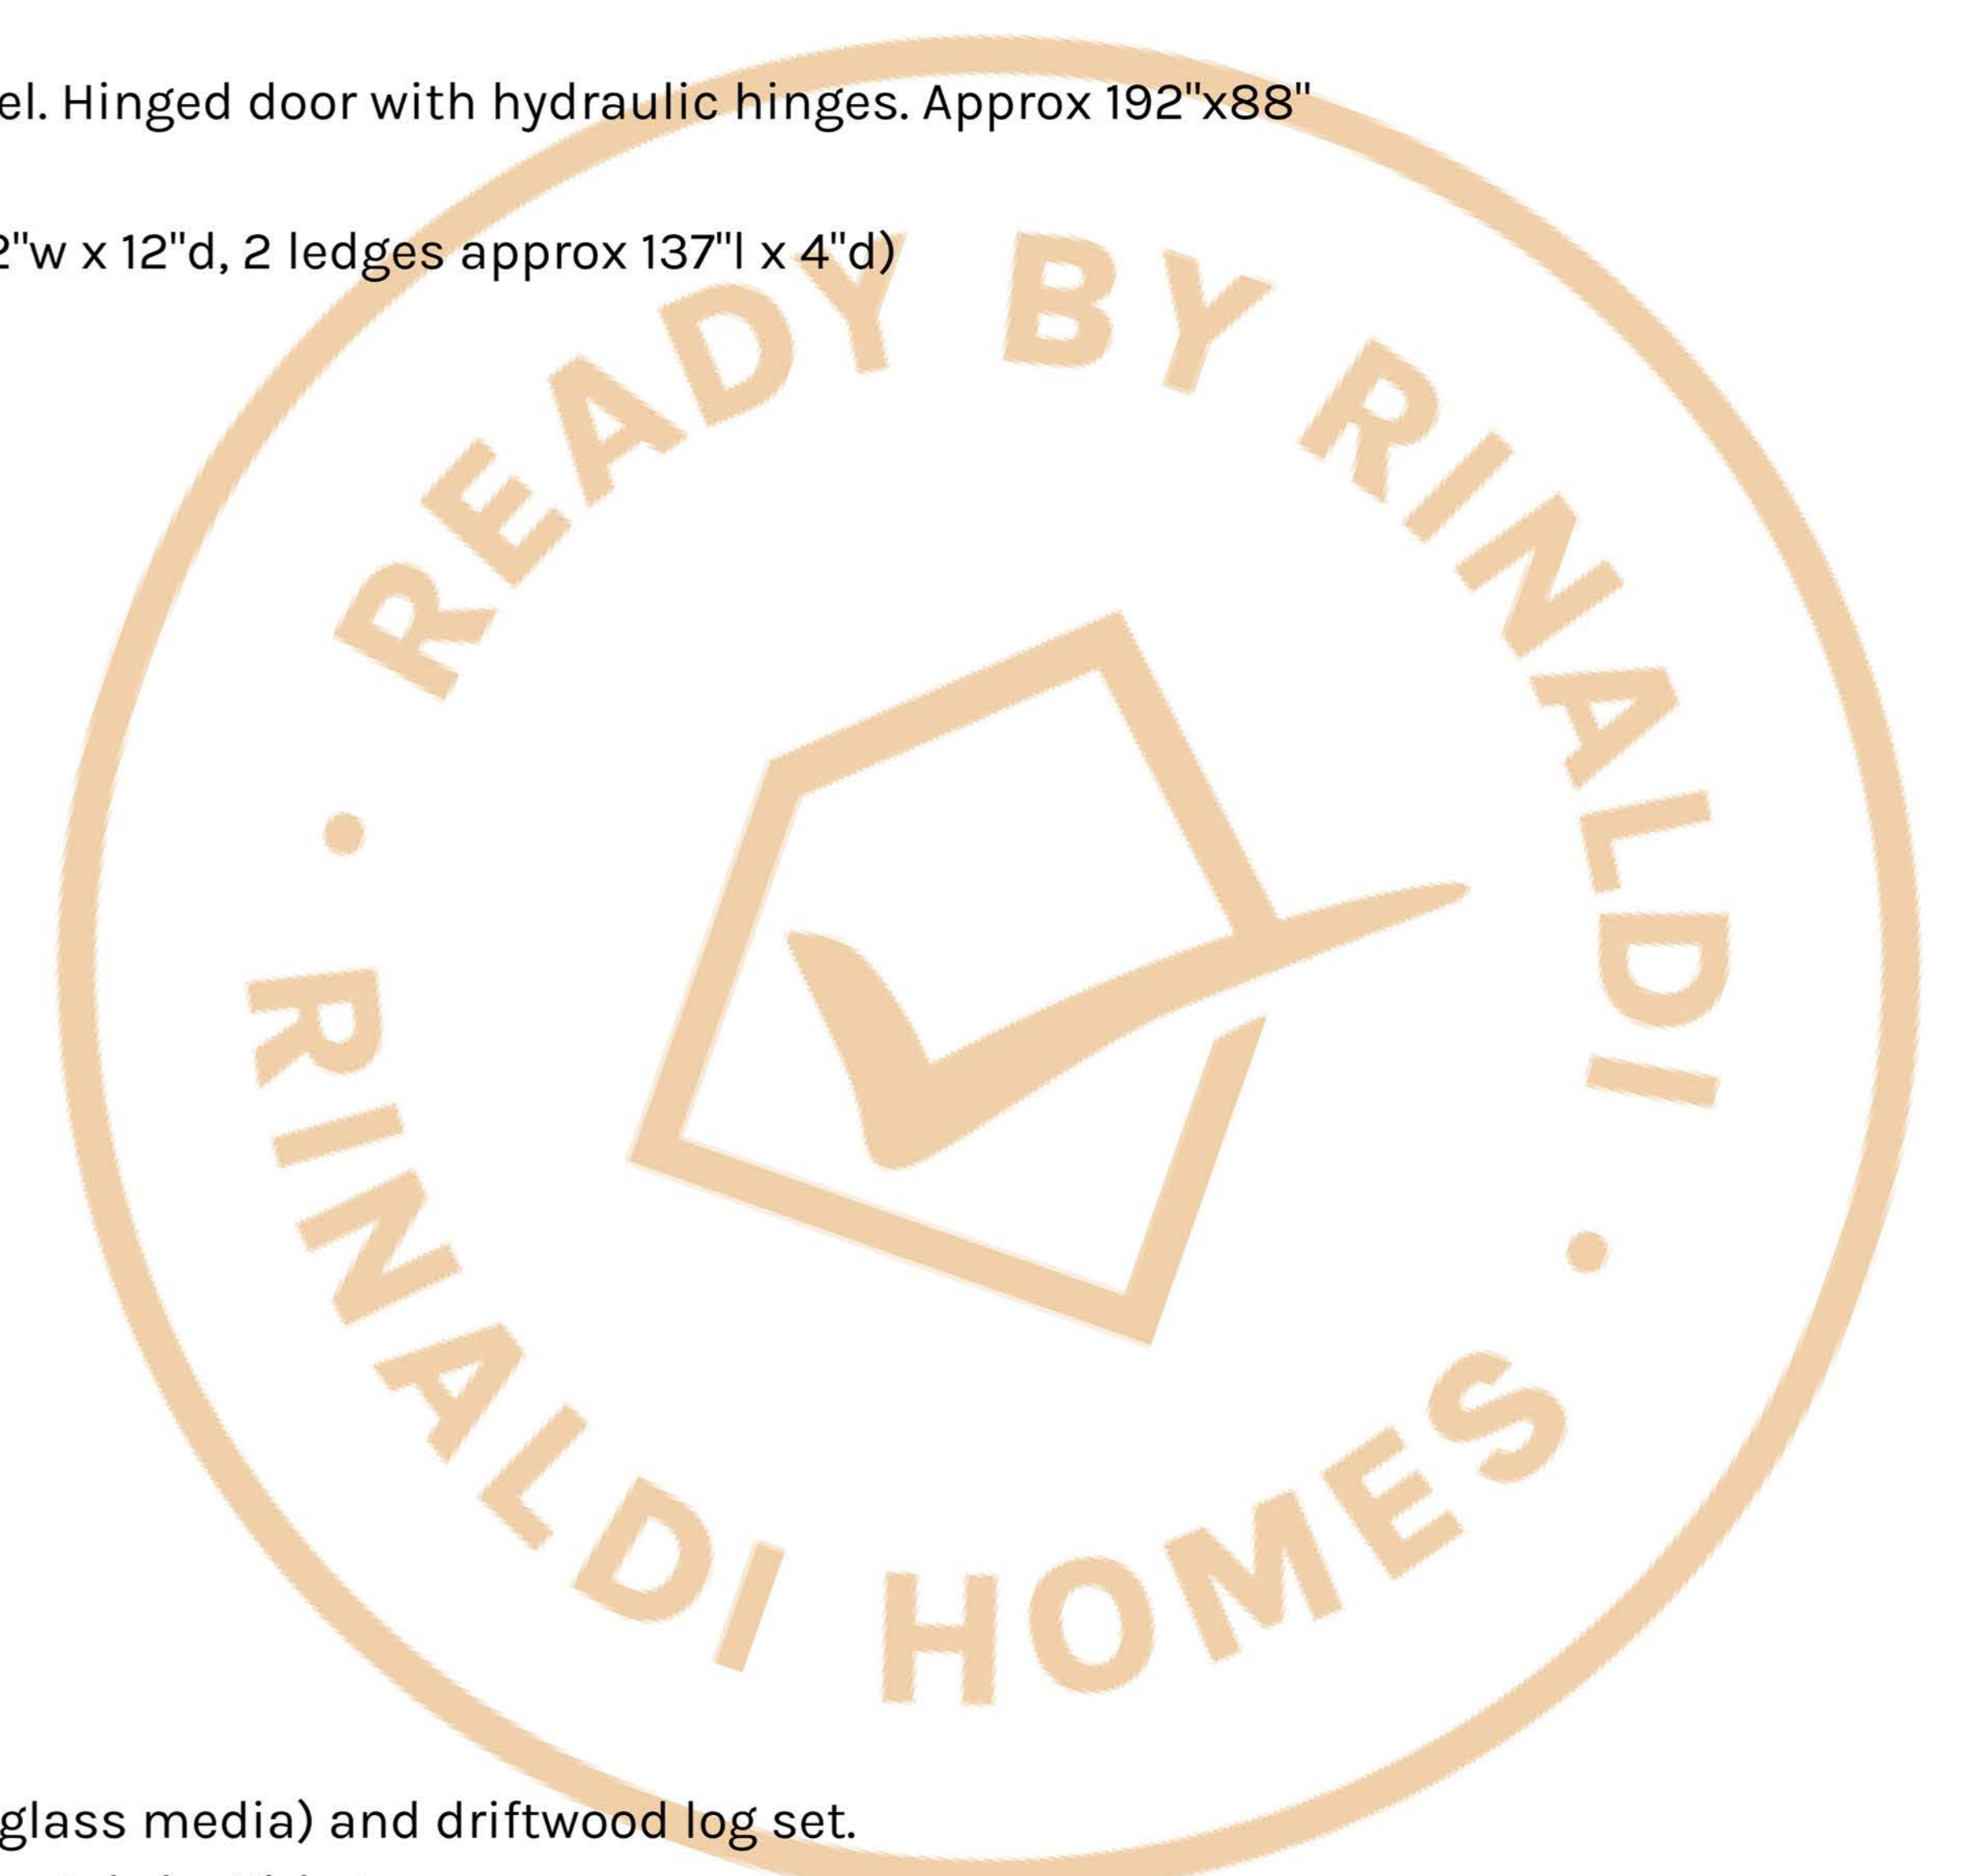 el. Hinged door with hydraulic hinges. Approx 192"x88"
"w x 12"d, 2 ledges approx 137"l x 4"d)
READY BY RINALDI
RINALDI HOMES
glass media) and driftwood log set.